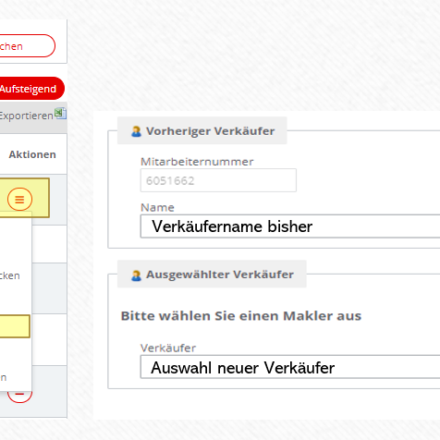 chen
Aufsteigend
Exportieren
Aktionen
cken
n
Vorheriger Verkäufer
Mitarbeiternummer
6051662
Name
Verkäufername bisher
Ausgewählter Verkäufer
Bitte wählen Sie einen Makler aus
Verkäufer
Auswahl neuer Verkäufer